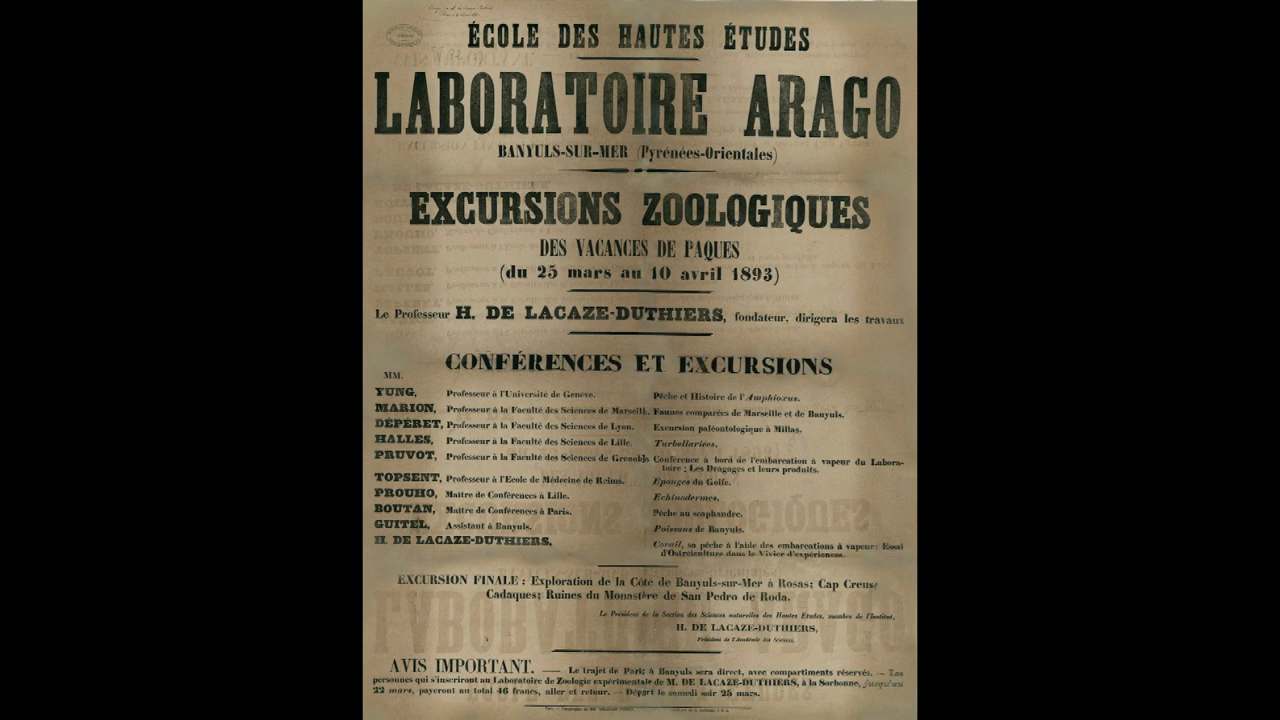 ÉCOLE DES HAUTES ÉTUDES
LABORATOIRE ARAGO
BANYULS-SUR-MER (Pyrénées-Orientales)
EXCURSIONS ZOOLOGIQUES
DES VACANCES DE PAQUES
(du 25 mars au 10 avril 1893)
Le Professeur H. DE LACAZE-DUTHIERS, fondateur, dirigera les travaux
CONFÉRENCES ET EXCURSIONS
MM.
YUNG, Professeur à l'Université de Genève. Pêche et Histoire de l'Amphioxus.
MARION, Professeur à la Faculté des Sciences de Marseill. Faunes comparées de Marseille et de Banyuls.
DÉPÉRET, Professeur à la Faculté des Sciences de Lyon. Excursion paléontologique à Millas.
HALLES, Professeur à la Faculté des Sciences de Lille. Turbellariées.
PRUVOT, Professeur à la Faculté des Sciences de Grenoble Conférence à bord de l'embarcation à vapeur du Labora-
toire ; Les Dragages et leurs produits.
TOPSENT, Professeur à l'Ecole de Médecine de Reims. Eponges du Golfe.
PROUHO, Maître de Conférences à Lille. Echinodermes.
BOUTAN, Maître de Conférences à Paris. Pêche au scaphandre.
GUITEL, Assistant à Banyuls. Poissons de Banyuls.
H. DE LACAZE-DUTHIERS. Corail, sa pêche à l'aide des embarcations à vapeur; Essai
d'Ostréiculture dans le Vivier d'expériences.
EXCURSION FINALE : Exploration de la Côte de Banyuls-sur-Mer à Rosas; Cap Creus;
Cadaques; Ruines du Monastère de San Pedro de Roda.
Le Président de la Section des Sciences naturelles des Hautes Etudes, membre de l'Institut,
H. DE LACAZE-DUTHIERS,
Président de l'Académie des Sciences.
AVIS IMPORTANT. — Le trajet de Paris à Banyuls sera direct, avec compartiments réservés. — Les
personnes qui s'inscriront au Laboratoire de Zoologie expérimentale de M. DE LACAZE-DUTHIERS, à la Sorbonne, jusqu'au
22 mars, payeront au total 46 francs, aller et retour. — Départ le samedi soir 25 mars.